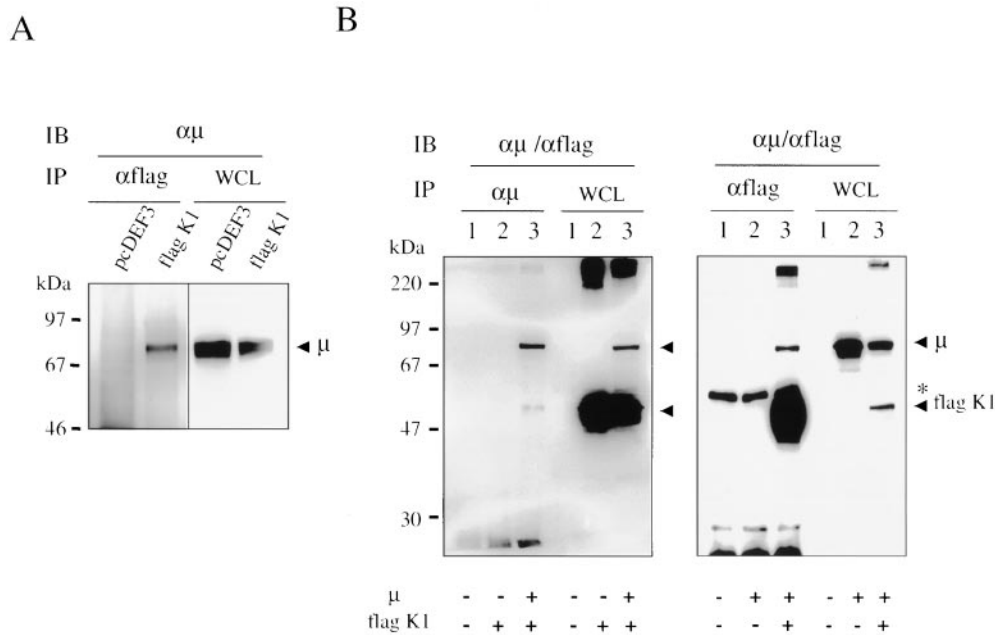 A
B
IB αμ
IP αflag WCL
pcDEF3 flag K1 pcDEF3 flag K1
kDa
97
67
46
μ
IB αμ /αflag
IP αμ WCL
1 2 3 1 2 3
kDa
220
97
67
47
30
αμ/αflag
αflag WCL
1 2 3 1 2 3
μ
*
flag K1
μ - - + - - + - + + - + +
flag K1 - + + - + + - - + - - +